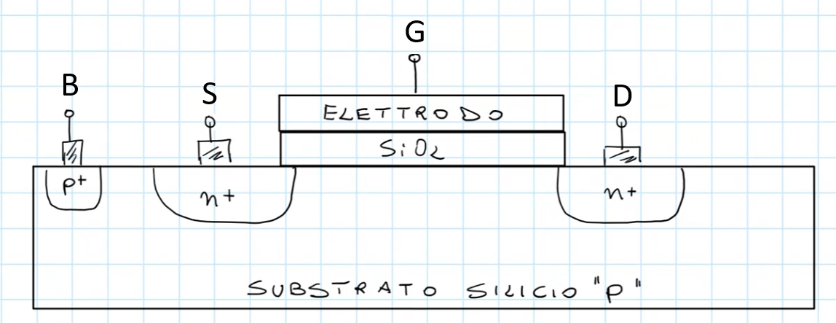 G
B
S
D
ELETTRODO
SiO2
p+
n+
n+
SUBSTRATO SILICIO "P"